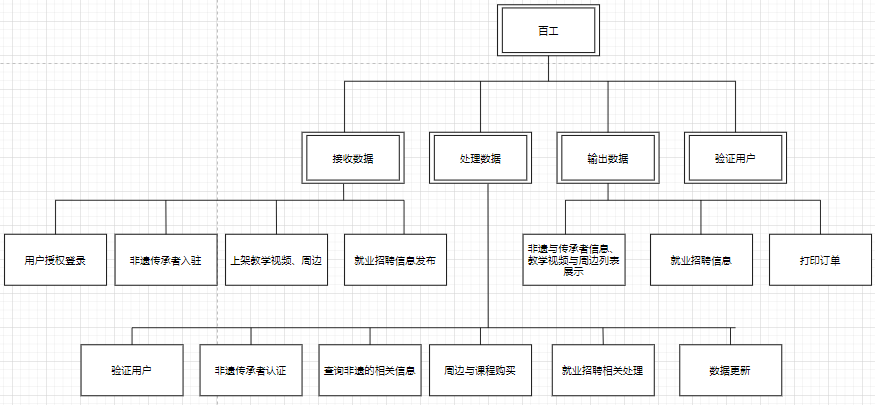 百工
接收数据
处理数据
输出数据
验证用户
用户授权登录
非遗传承者入驻
上架教学视频、周边
就业招聘信息发布
非遗与传承者信息、
教学视频与周边列表
展示
就业招聘信息
打印订单
验证用户
非遗传承者认证
查询非遗的相关信息
周边与课程购买
就业招聘相关处理
数据更新